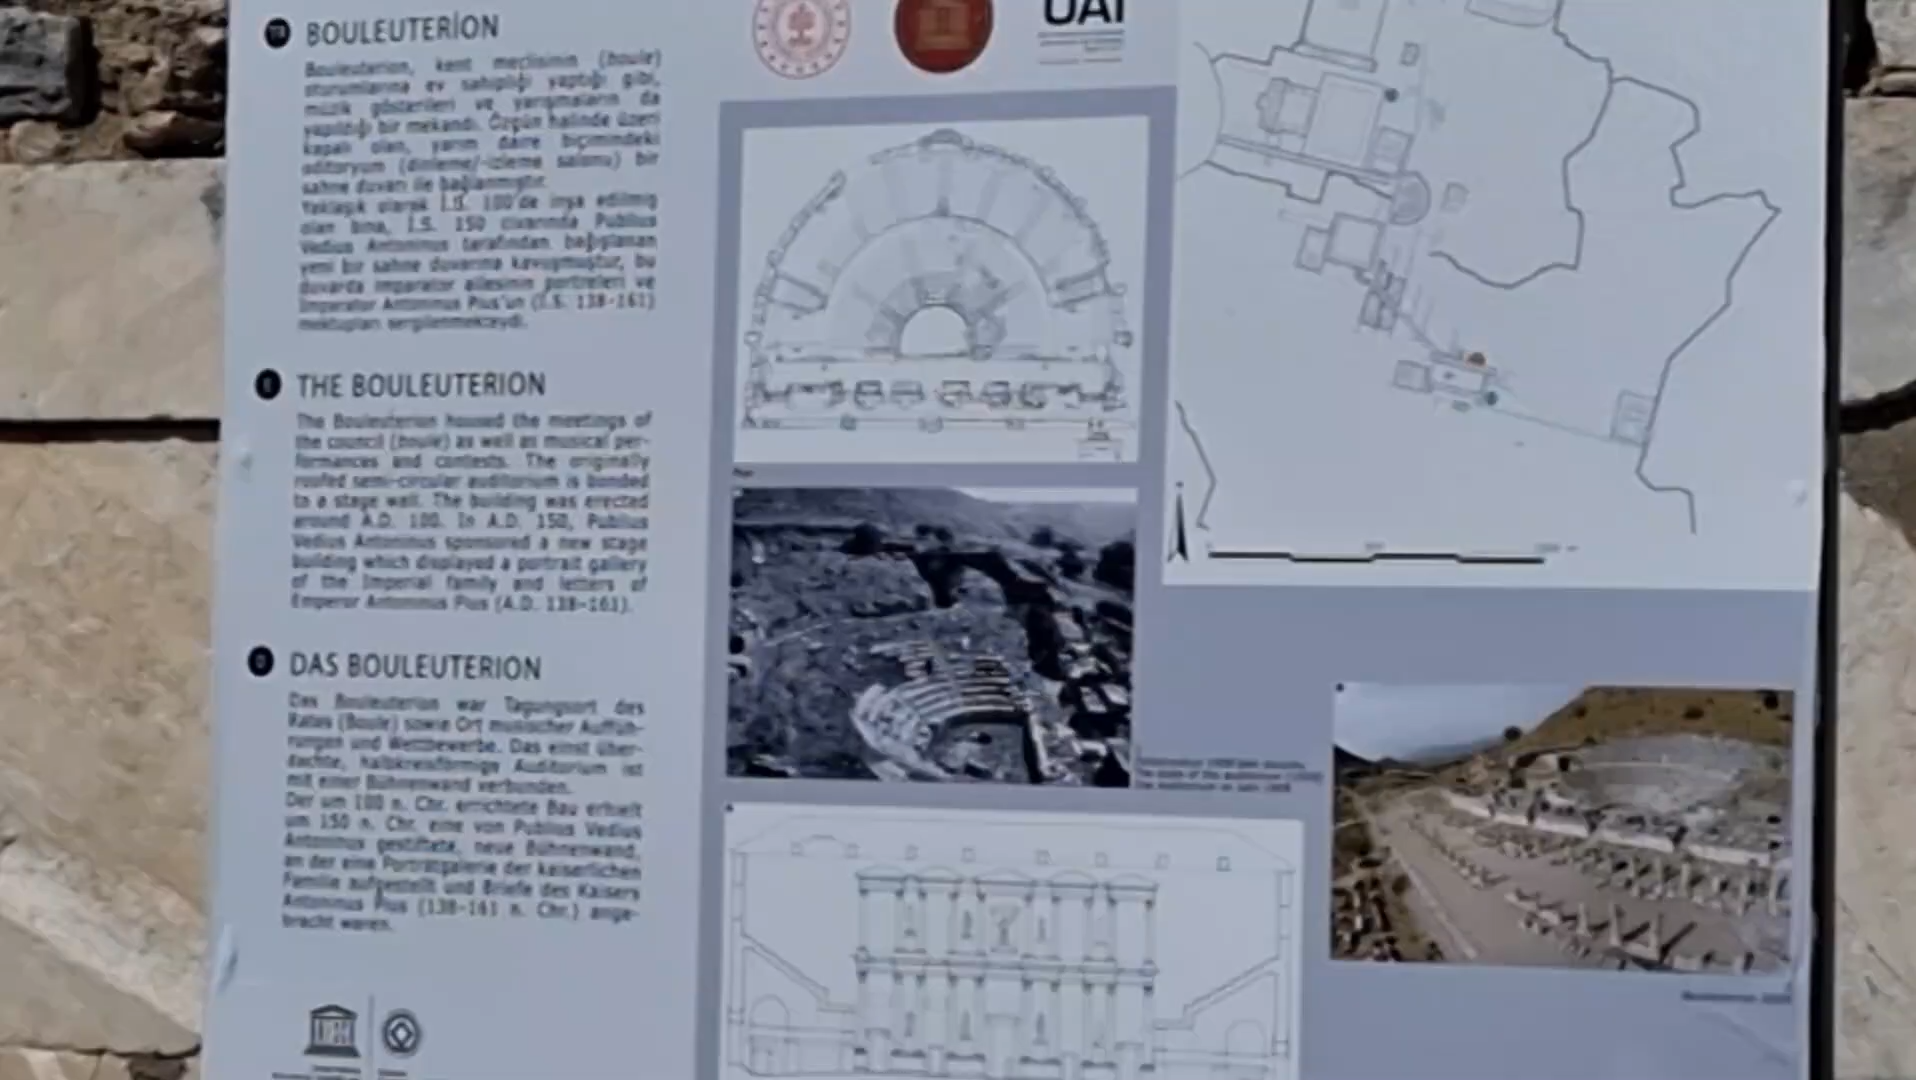 TR BOULEUTERİON
Bouleuterion, kent meclisinin (boule)
oturumlarına ev sahipliği yaptığı gibi,
müzik gösterileri ve yarışmaların da
yapıldığı bir mekandı. Özgün halinde üzeri
kapalı olan, yarım daire biçimindeki
oditoryum (dinleme/-izleme salonu) bir
sahne duvarı ile bağlanmıştır.
Yaklaşık olarak İ.S. 100'de inşa edilmiş
olan bina, İ.S. 150 civarında Publius
Vedius Antoninus tarafından bağışlanan
yeni bir sahne duvarına kavuşmuştur, bu
duvarda imparator ailesinin portreleri ve
İmperator Antoninus Pius'un (İ.S. 138-161)
mektupları sergilenmekteydi.
E THE BOULEUTERION
The Bouleuterion housed the meetings of
the council (boule) as well as musical per-
formances and contests. The originally
roofed semi-circular auditorium is bonded
to a stage wall. The building was erected
around A.D. 100. In A.D. 150, Publius
Vedius Antoninus sponsored a new stage
building which displayed a portrait gallery
of the Imperial family and letters of
Emperor Antoninus Pius (A.D. 138-161).
D DAS BOULEUTERION
Das Bouleuterion war Tagungsort des
Rates (Boule) sowie Ort musischer Auffüh-
rungen und Wettbewerbe. Das einst über-
dachte, halbkreisförmige Auditorium ist
mit einer Bühnenwand verbunden.
Der um 100 n. Chr. errichtete Bau erhielt
um 150 n. Chr. eine von Publius Vedius
Antoninus gestiftete, neue Bühnenwand,
an der eine Porträtgalerie der kaiserlichen
Familie aufgestellt und Briefe des Kaisers
Antoninus Pius (138-161 n. Chr.) ange-
bracht waren.
ÖAI